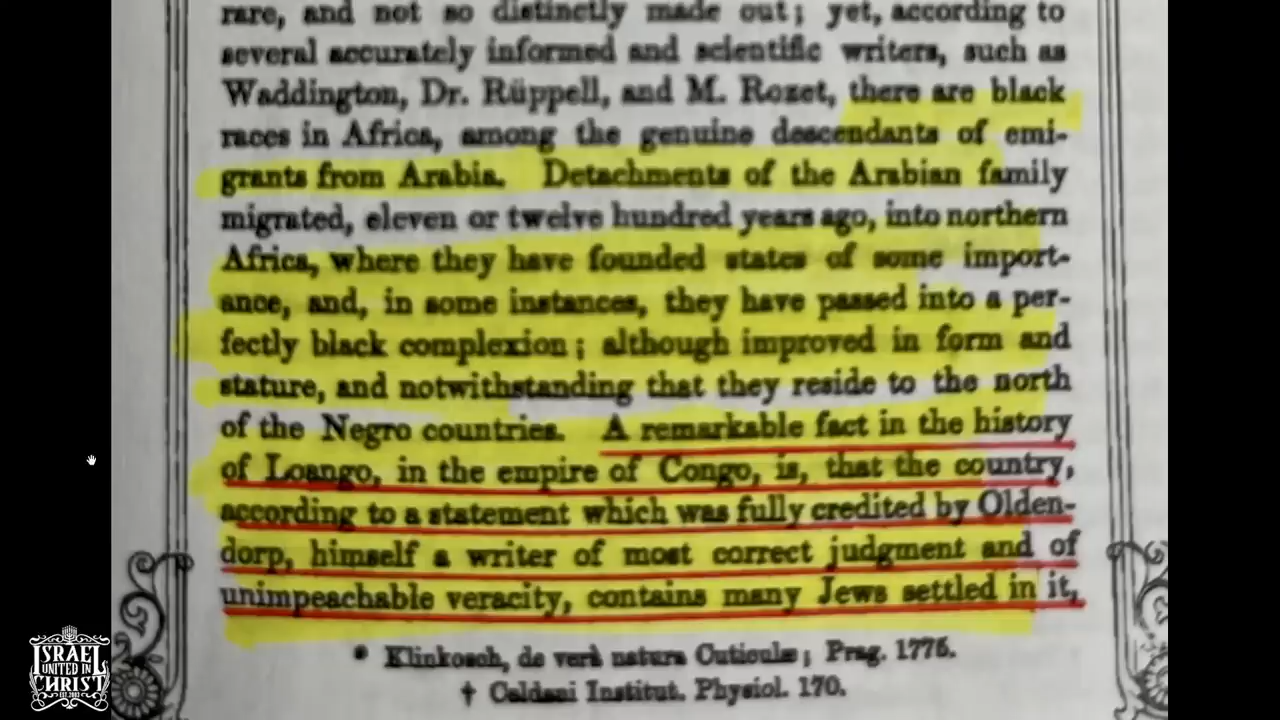 rare, and not so distinctly made out; yet, according to
several accurately informed and scientific writers, such as
Waddington, Dr. Rüppell, and M. Rozet, there are black
races in Africa, among the genuine descendants of emi-
grants from Arabia. Detachments of the Arabian family
migrated, eleven or twelve hundred years ago, into northern
Africa, where they have founded states of some import-
ance, and, in some instances, they have passed into a per-
fectly black complexion; although improved in form and
stature, and notwithstanding that they reside to the north
of the Negro countries. A remarkable fact in the history
of Loango, in the empire of Congo, is, that the country,
according to a statement which was fully credited by Olden-
dorp, himself a writer of most correct judgment and of
unimpeachable veracity, contains many Jews settled in it,
* Klinkosch, de verâ natura Cuticulæ; Prag. 1775.
† Caldani Institut. Physiol. 170.
ISRAEL
UNITED IN
CHRIST
EST. 2003